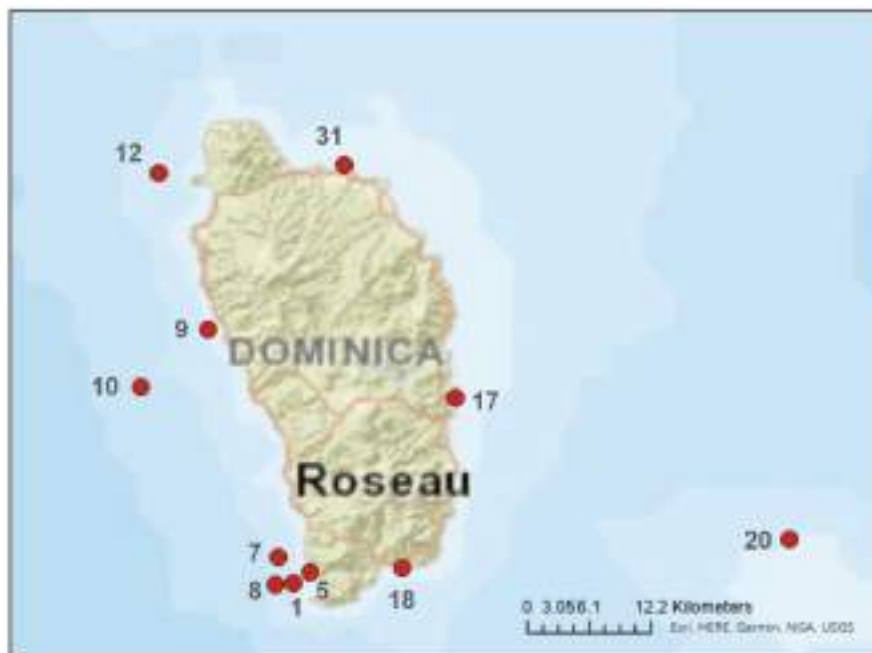 31
12
9
DOMINICA
10
17
Roseau
20
7
8
1
5
18
0 3.056.1 12.2 Kilometers
Esri, HERE, Garmin, NGA, USGS